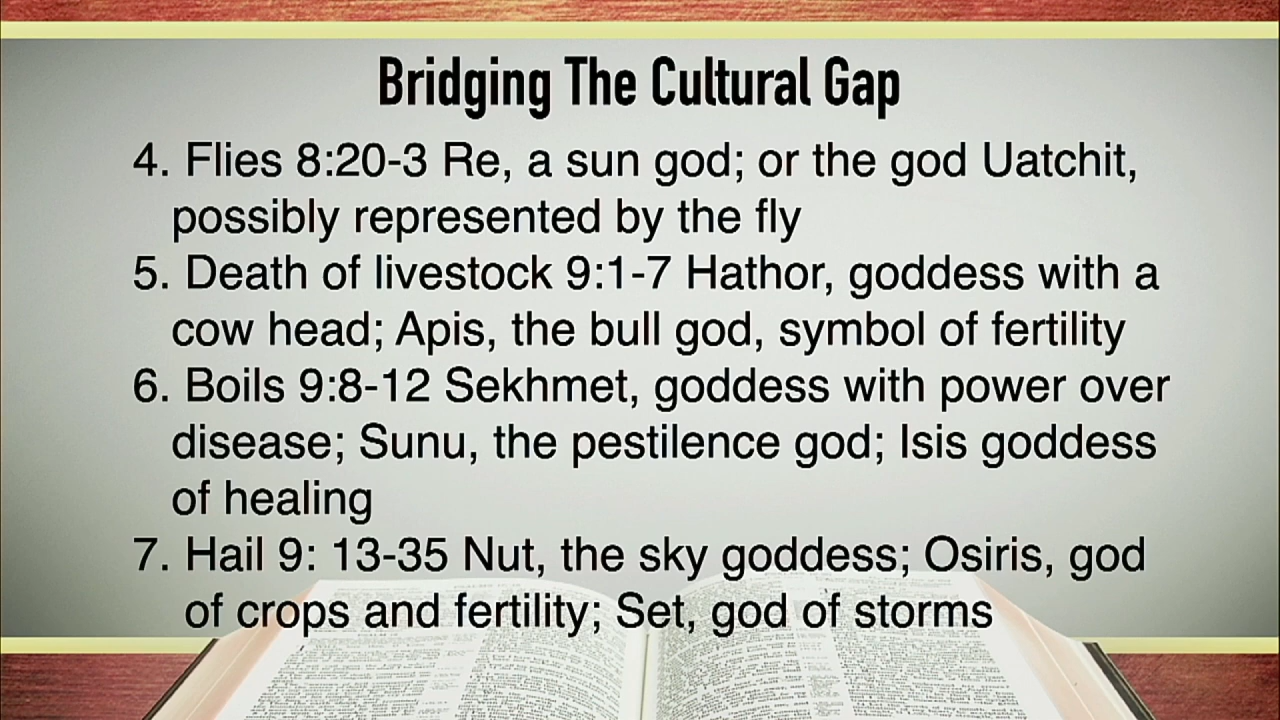 Bridging The Cultural Gap
4. Flies 8:20-3 Re, a sun god; or the god Uatchit,
possibly represented by the fly
5. Death of livestock 9:1-7 Hathor, goddess with a
cow head; Apis, the bull god, symbol of fertility
6. Boils 9:8-12 Sekhmet, goddess with power over
disease; Sunu, the pestilence god; Isis goddess
of healing
7. Hail 9: 13-35 Nut, the sky goddess; Osiris, god
of crops and fertility; Set, god of storms